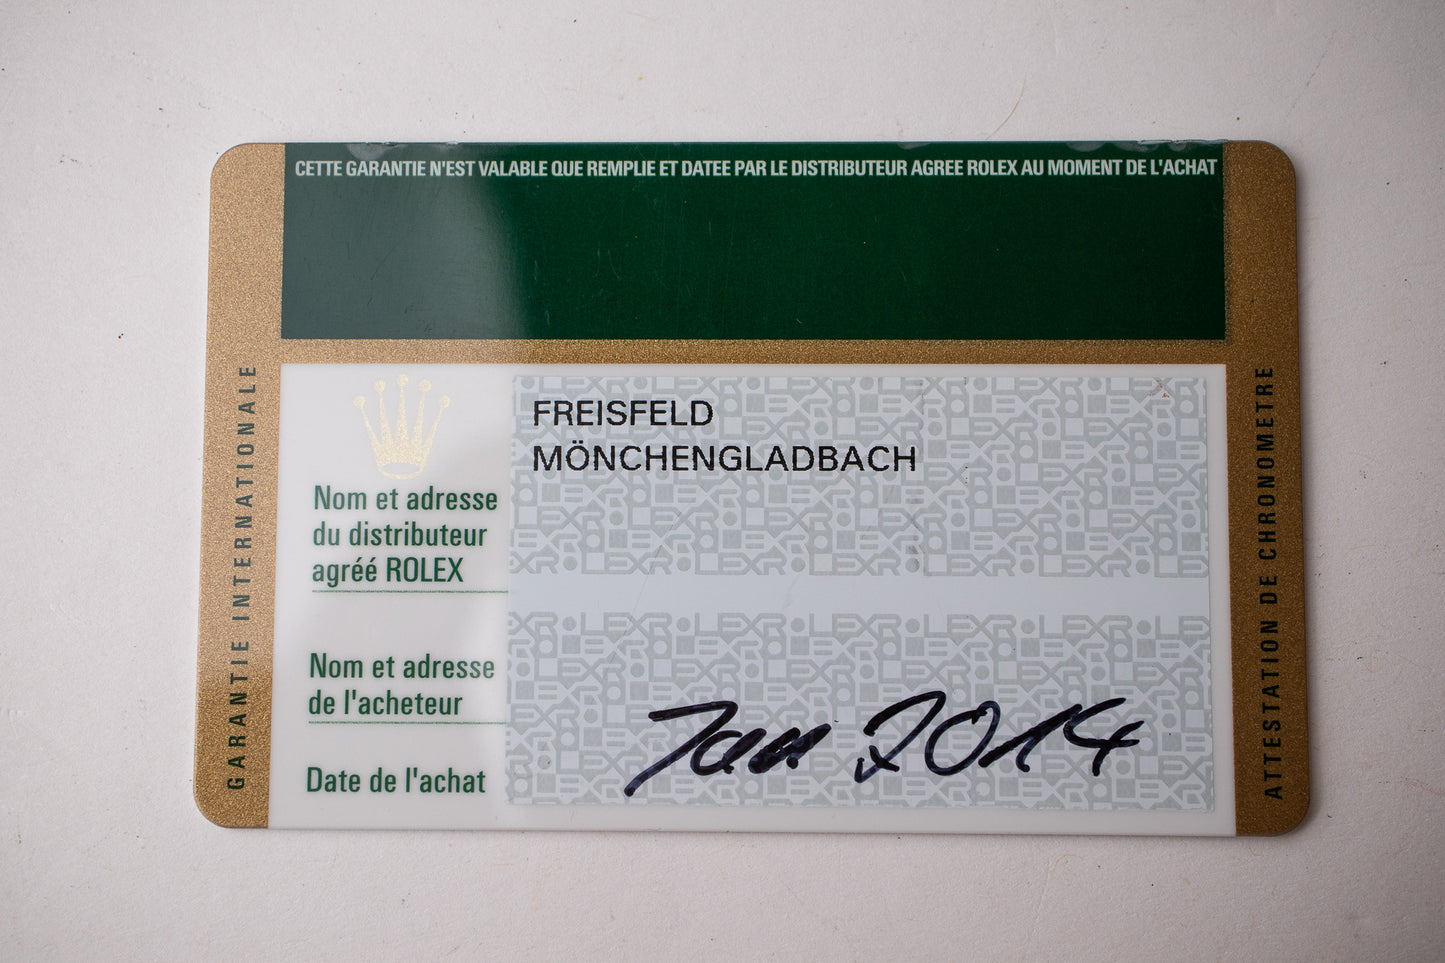 CETTE GARANTIE N'EST VALABLE QUE REMPLIE ET DATEE PAR LE DISTRIBUTEUR AGREE ROLEX AU MOMENT DE L'ACHAT
GARANTIE INTERNATIONALE
FREISFELD
MÖNCHENGLADBACH
Nom et adresse
du distributeur
agréé ROLEX
Nom et adresse
de l'acheteur
Date de l'achat
Jan 2014
ATTESTATION DE CHRONOMETRE